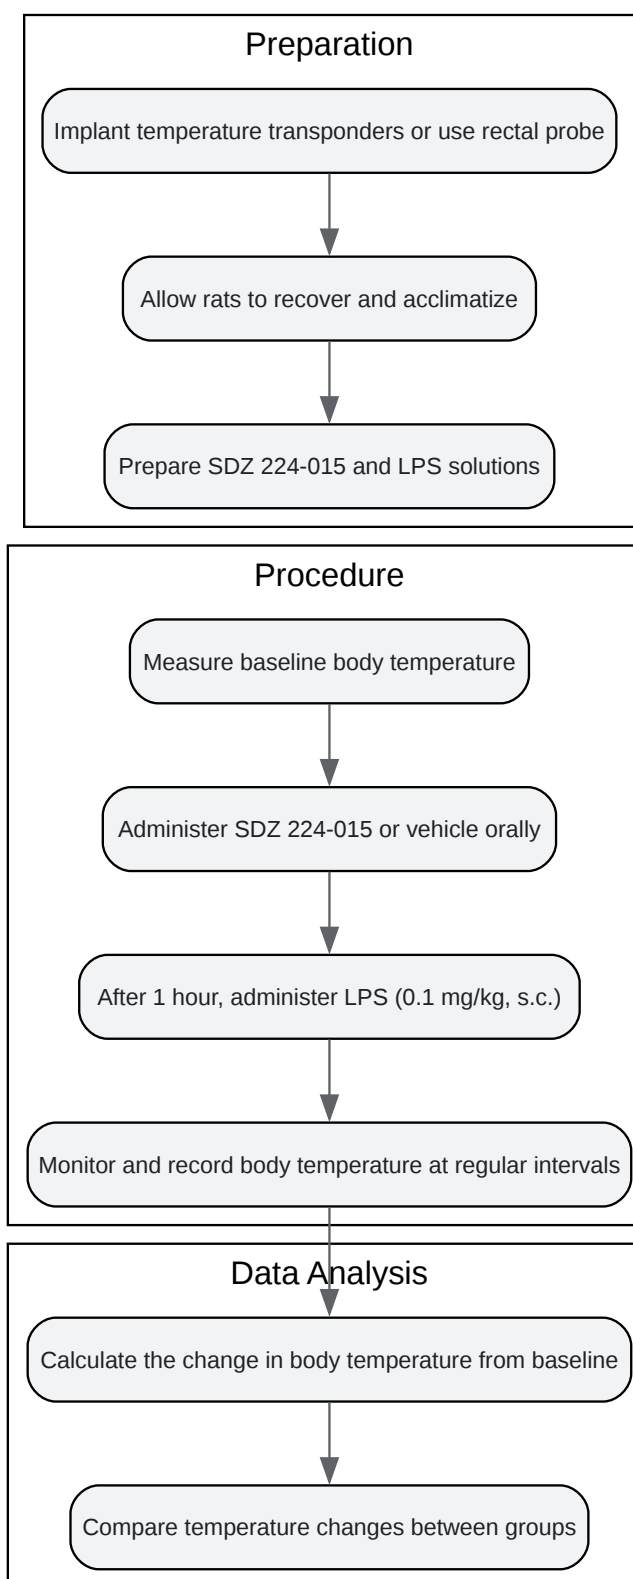 Preparation
Implant temperature transponders or use rectal probe
Allow rats to recover and acclimatize
Prepare SDZ 224-015 and LPS solutions
Procedure
Measure baseline body temperature
Administer SDZ 224-015 or vehicle orally
After 1 hour, administer LPS (0.1 mg/kg, s.c.)
Monitor and record body temperature at regular intervals
Data Analysis
Calculate the change in body temperature from baseline
Compare temperature changes between groups